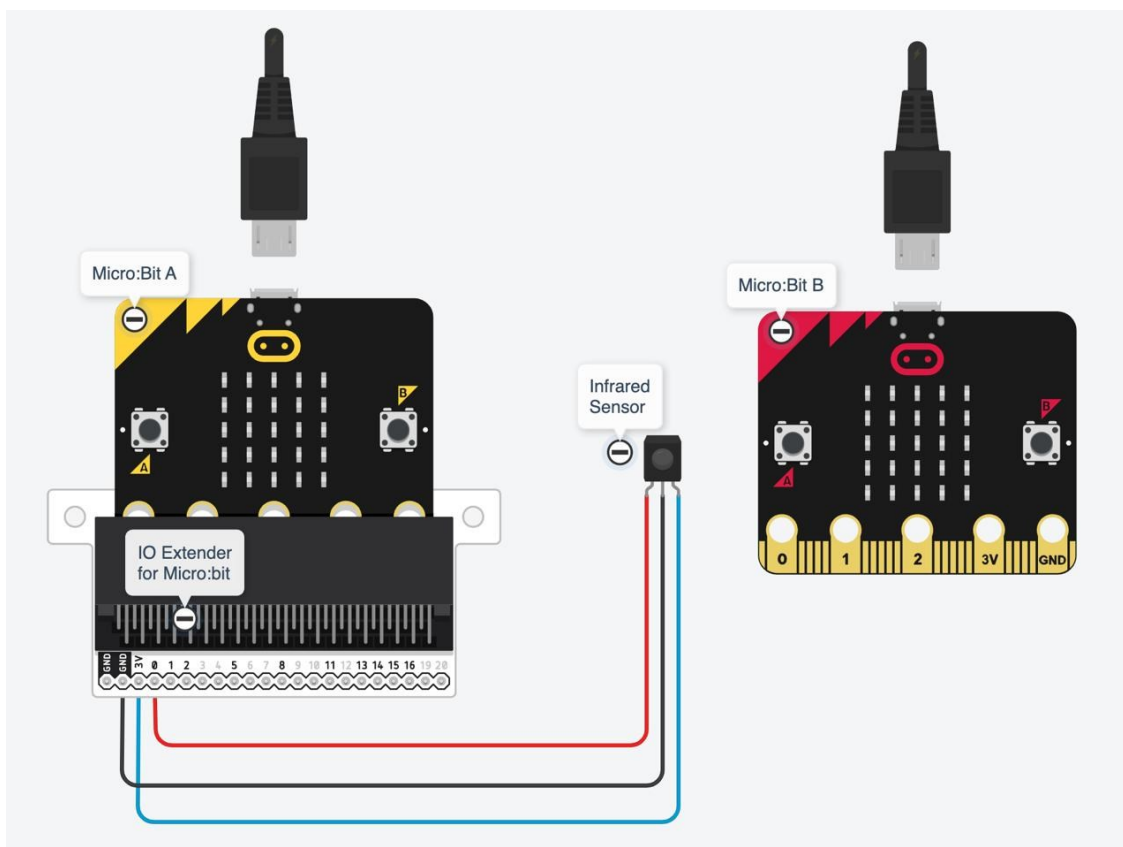 Micro:Bit A
Micro:Bit B
B
A
Infrared
Sensor
B
A
IO Extender
for Micro:bit
0 1 2 3V GND
GND GND 3V 0 1 2 3 4 5 6 7 8 9 10 11 12 13 14 15 16 19 20